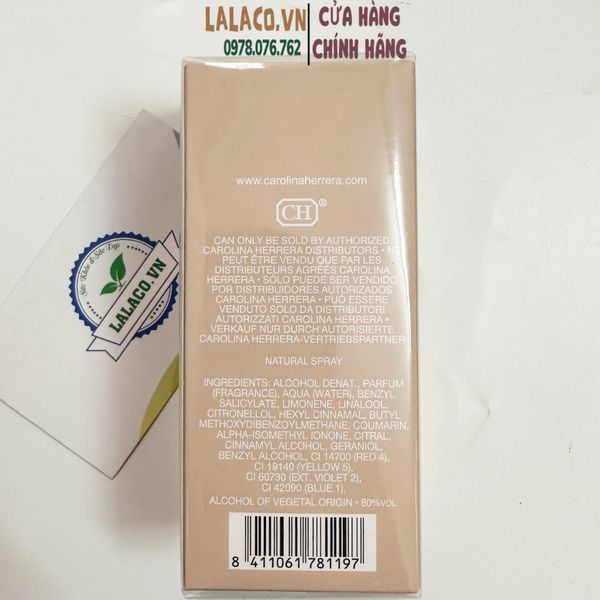 LALACO.VN
0978.076.762
CỬA HÀNG
CHÍNH HÃNG
www.carolinaherrera.com
CH®
CAN ONLY BE SOLD BY AUTHORIZED
CAROLINA HERRERA DISTRIBUTORS • NE
PEUT ÊTRE VENDU QUE PAR LES
DISTRIBUTEURS AGRÉÉS CAROLINA
HERRERA • SÓLO PUEDE SER VENDIDO
POR DISTRIBUIDORES AUTORIZADOS
CAROLINA HERRERA • PUÒ ESSERE
VENDUTO SOLO DA DISTRIBUTORI
AUTORIZZATI CAROLINA HERRERA •
VERKAUF NUR DURCH AUTORISIERTE
CAROLINA HERRERA-VERTRIEBSPARTNER
NATURAL SPRAY
INGREDIENTS: ALCOHOL DENAT., PARFUM
(FRAGRANCE), AQUA (WATER), BENZYL
SALICYLATE, LIMONENE, LINALOOL,
CITRONELLOL, HEXYL CINNAMAL, BUTYL
METHOXYDIBENZOYLMETHANE, COUMARIN,
ALPHA-ISOMETHYL IONONE, CITRAL,
CINNAMYL ALCOHOL, GERANIOL,
BENZYL ALCOHOL, CI 14700 (RED 4),
CI 19140 (YELLOW 5),
CI 60730 (EXT. VIOLET 2),
CI 42090 (BLUE 1).
ALCOHOL OF VEGETAL ORIGIN • 80%VOL
8 411061 781197
Sức Khỏe & Sắc Đẹp
LALACO.VN